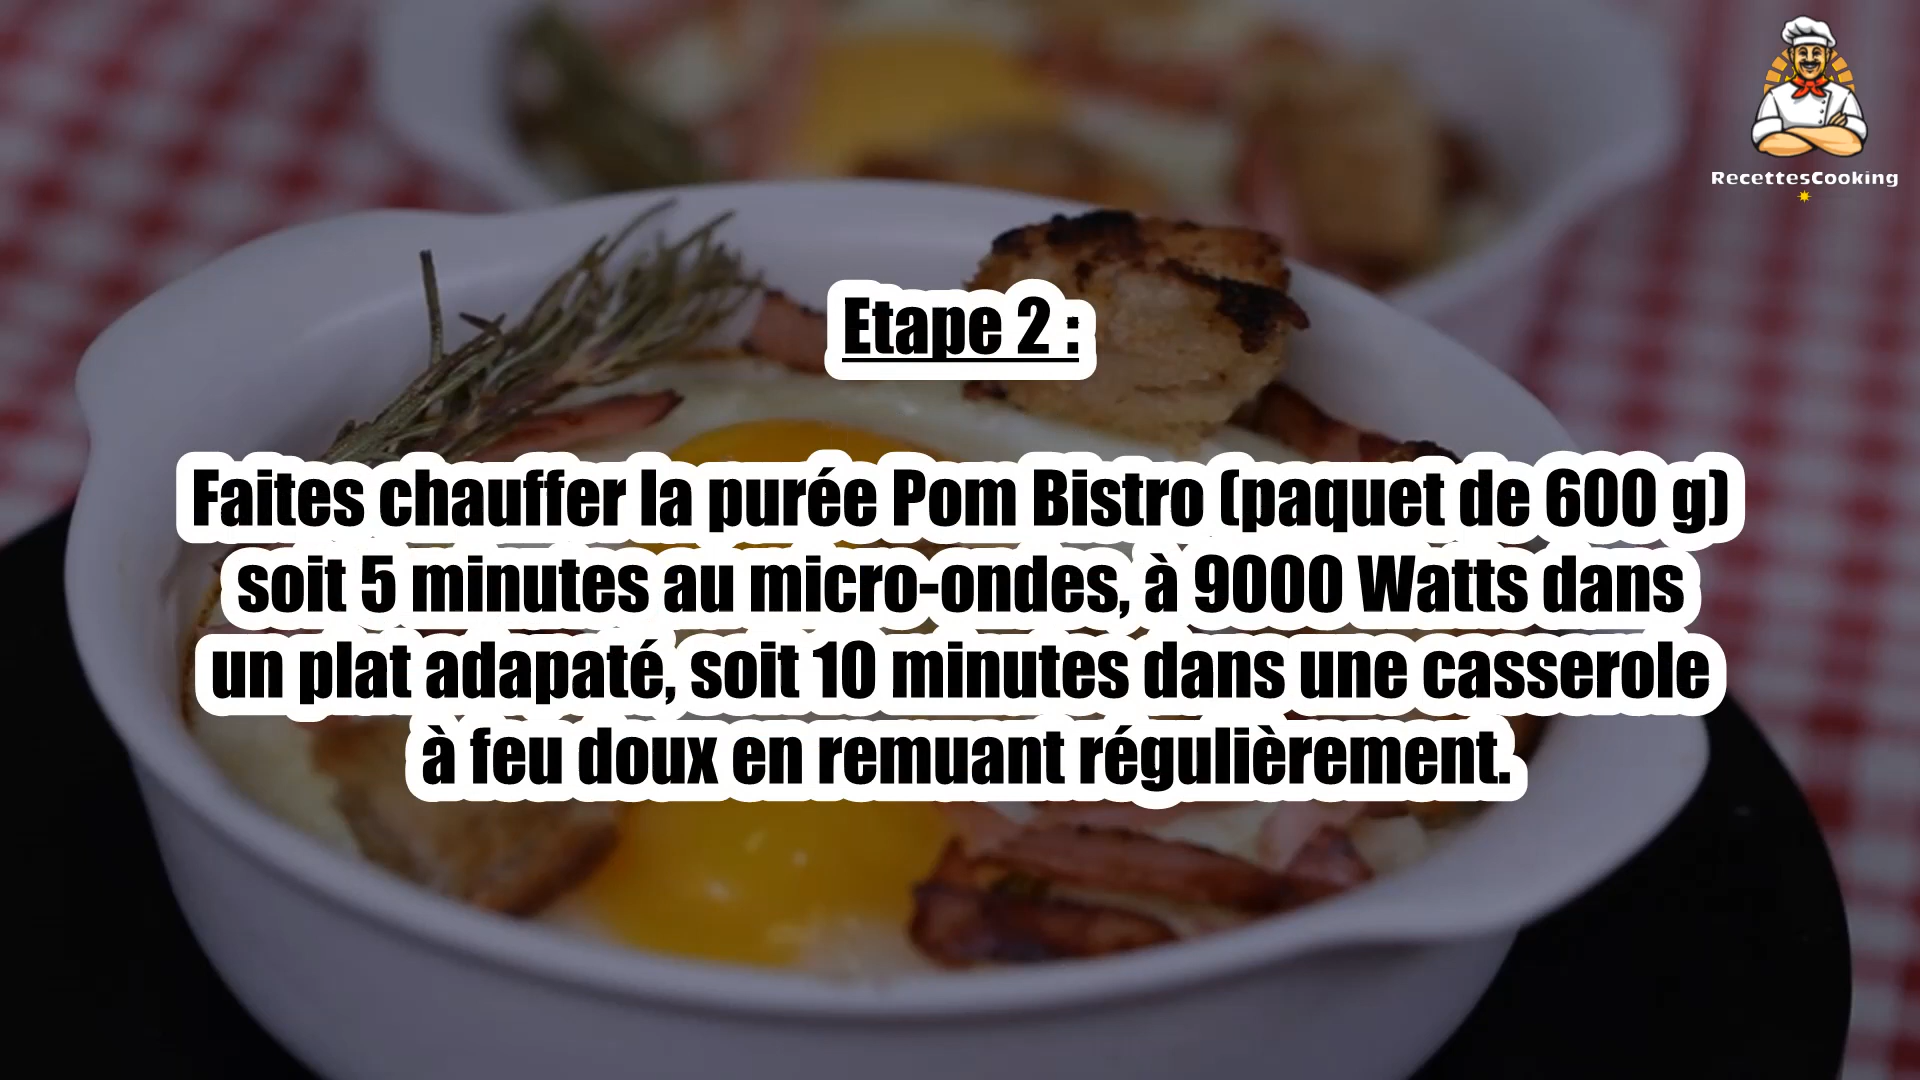 RecettesCooking
Etape 2 :
Faites chauffer la purée Pom Bistro (paquet de 600 g)
soit 5 minutes au micro-ondes, à 9000 Watts dans
un plat adapaté, soit 10 minutes dans une casserole
à feu doux en remuant régulièrement.